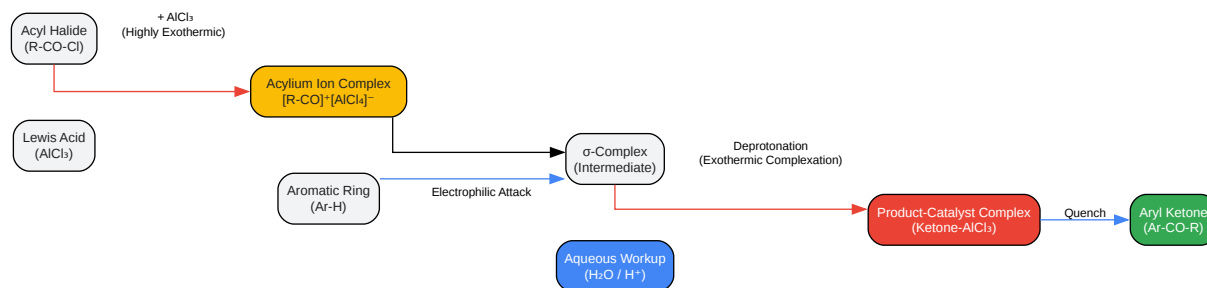 Acyl Halide
(R-CO-Cl)
+ AlCl₃
(Highly Exothermic)
Acylium Ion Complex
[R-CO]⁺[AlCl₄]⁻
Lewis Acid
(AlCl₃)
σ-Complex
(Intermediate)
Deprotonation
(Exothermic Complexation)
Aromatic Ring
(Ar-H)
Electrophilic Attack
Product-Catalyst Complex
(Ketone-AlCl₃)
Quench
Aryl Ketone
(Ar-CO-R)
Aqueous Workup
(H₂O / H⁺)